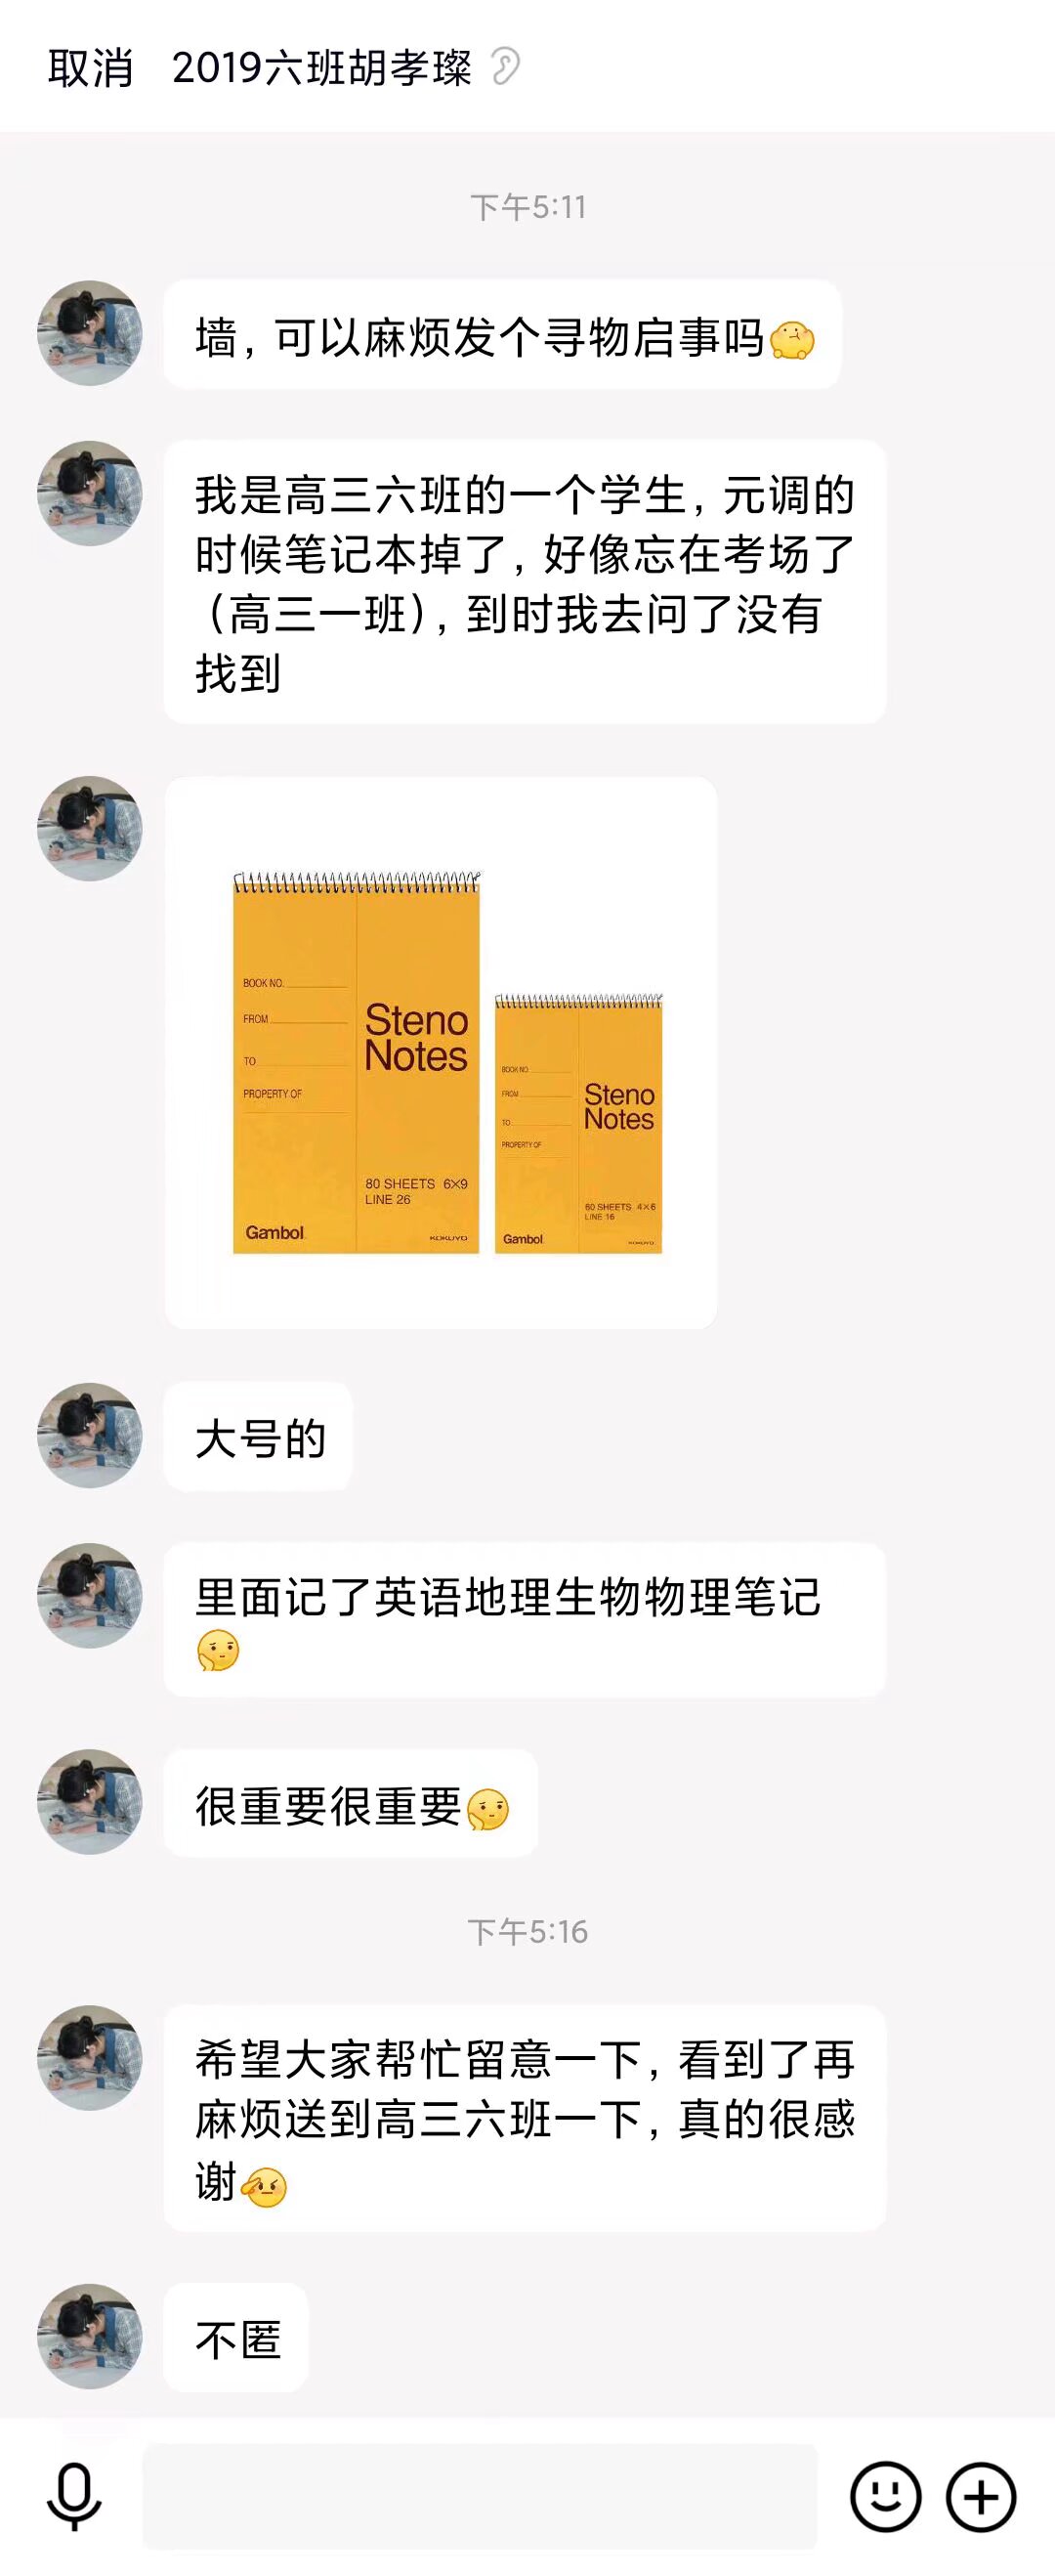 取消 2019六班胡孝璨
下午5:11
墙，可以麻烦发个寻物启事吗
我是高三六班的一个学生，元调的
时候笔记本掉了，好像忘在考场了
（高三一班），到时我去问了没有
找到
BOOK NO.
FROM
TO
PROPERTY OF
Steno
Notes
80 SHEETS 6×9
LINE 26
Gambol
KOKUYO
BOOK NO.
FROM
TO
PROPERTY OF
Steno
Notes
60 SHEETS 4×6
LINE 16
Gambol
KOKUYO
大号的
里面记了英语地理生物物理笔记
很重要很重要
下午5:16
希望大家帮忙留意一下，看到了再
麻烦送到高三六班一下，真的很感
谢
不匿